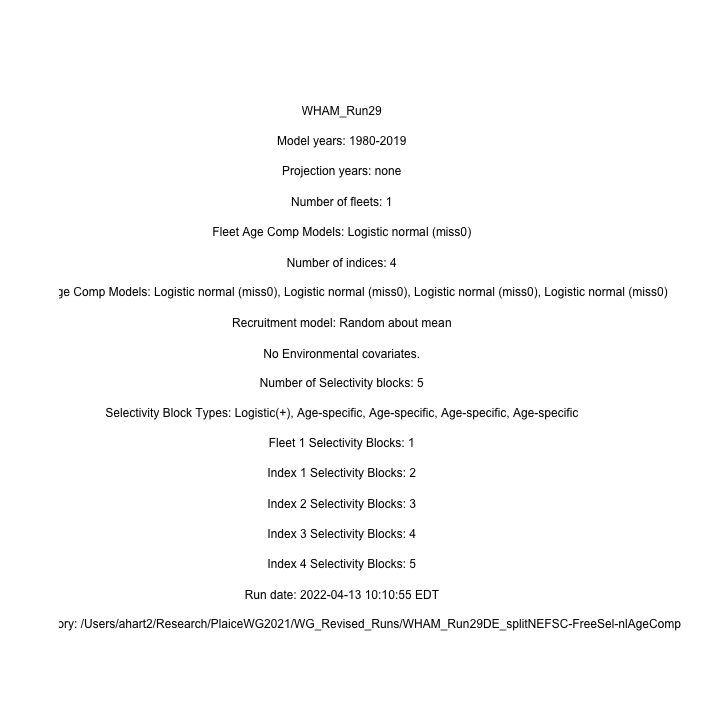 WHAM_Run29
Model years: 1980-2019
Projection years: none
Number of fleets: 1
Fleet Age Comp Models: Logistic normal (miss0)
Number of indices: 4
ge Comp Models: Logistic normal (miss0), Logistic normal (miss0), Logistic normal (miss0), Logistic normal (miss0)
Recruitment model: Random about mean
No Environmental covariates.
Number of Selectivity blocks: 5
Selectivity Block Types: Logistic(+), Age-specific, Age-specific, Age-specific, Age-specific
Fleet 1 Selectivity Blocks: 1
Index 1 Selectivity Blocks: 2
Index 2 Selectivity Blocks: 3
Index 3 Selectivity Blocks: 4
Index 4 Selectivity Blocks: 5
Run date: 2022-04-13 10:10:55 EDT
ory: /Users/ahart2/Research/PlaiceWG2021/WG_Revised_Runs/WHAM_Run29DE_splitNEFSC-FreeSel-nlAgeComp